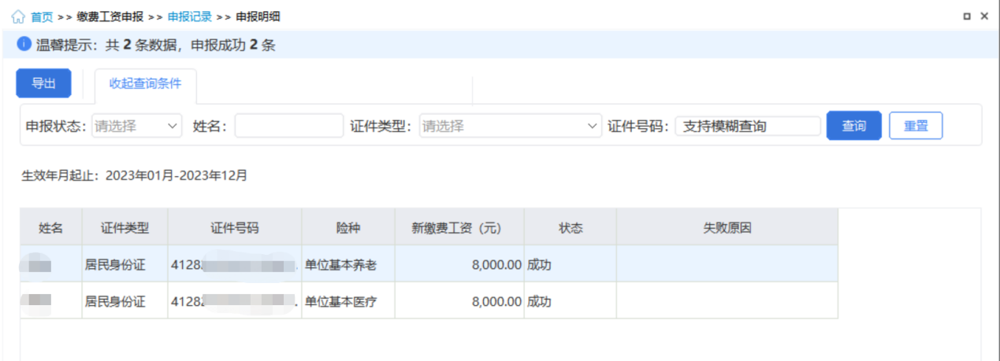 首页 >> 缴费工资申报 >> 申报记录 >> 申报明细
温馨提示：共 2 条数据，申报成功 2 条
导出 收起查询条件
申报状态： 请选择 姓名： 证件类型： 请选择 证件号码： 支持模糊查询 查询 重置
生效年月起止：2023年01月-2023年12月
姓名 证件类型 证件号码 险种 新缴费工资（元） 状态 失败原因
居民身份证 4128 单位基本养老 8,000.00 成功
居民身份证 4128 单位基本医疗 8,000.00 成功